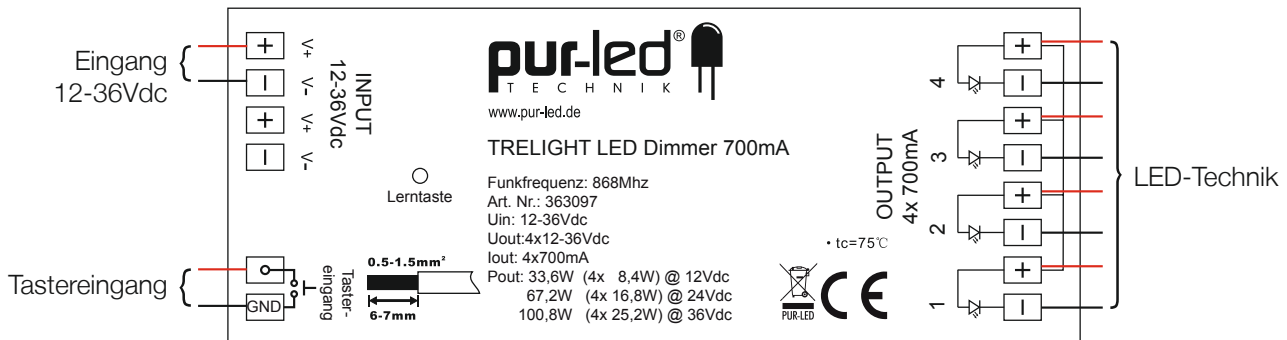 Eingang
12-36Vdc
+
V+
−
V-
+
V+
−
V-
INPUT
12-36Vdc
Tastereingang
GND
Taster-
eingang
Lerntaste
0.5-1.5mm²
6-7mm
pur-led®
TECHNIK
www.pur-led.de
TRELIGHT LED Dimmer 700mA
Funkfrequenz: 868Mhz
Art. Nr.: 363097
Uin: 12-36Vdc
Uout:4x12-36Vdc
Iout: 4x700mA
Pout: 33,6W (4x 8,4W) @ 12Vdc
67,2W (4x 16,8W) @ 24Vdc
100,8W (4x 25,2W) @ 36Vdc
• tc=75℃
PUR-LED
CE
OUTPUT
4x 700mA
4
+
−
3
+
−
2
+
−
1
+
−
LED-Technik